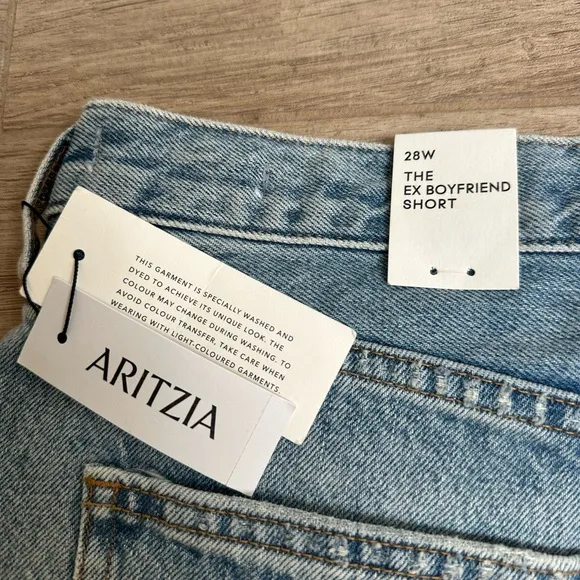 28W
THE
EX BOYFRIEND
SHORT
THIS GARMENT IS SPECIALLY WASHED AND
DYED TO ACHIEVE ITS UNIQUE LOOK. THE
COLOUR MAY CHANGE DURING WASHING. TO
AVOID COLOUR TRANSFER, TAKE CARE WHEN
WEARING WITH LIGHT-COLOURED GARMENTS.
ARITZIA